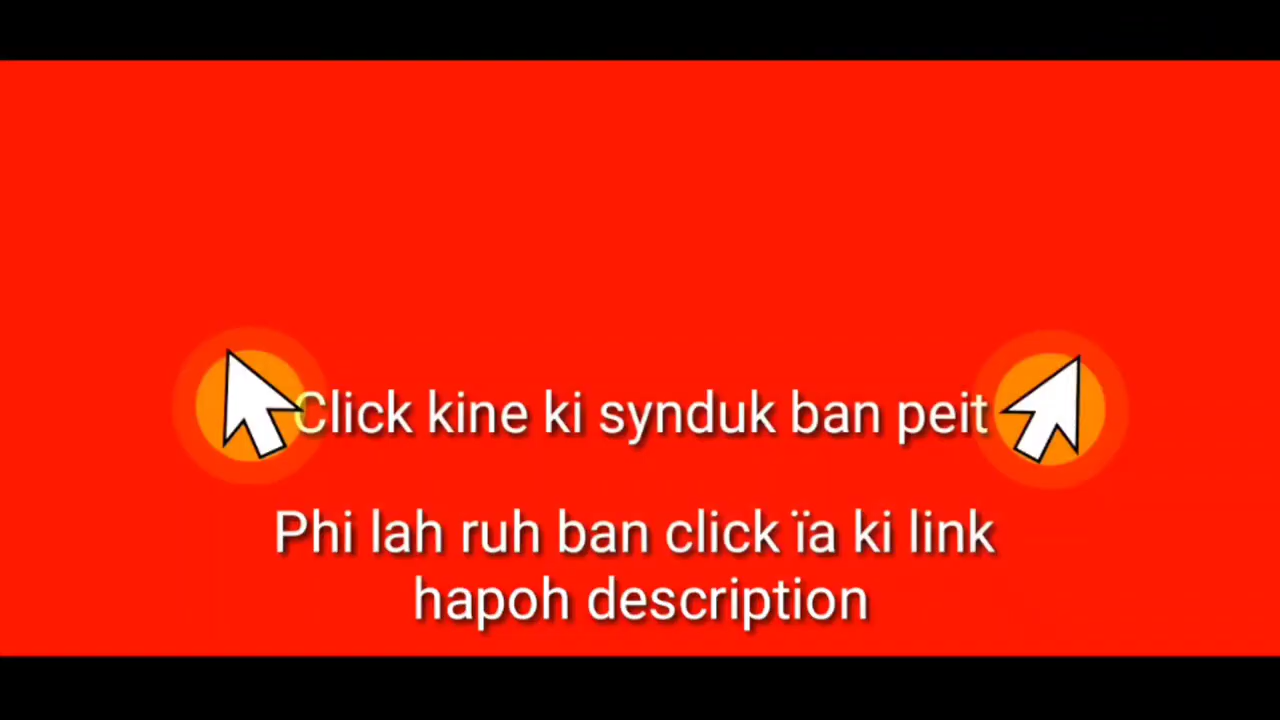 Click kine ki synduk ban peit
Phi lah ruh ban click ïa ki link
hapoh description